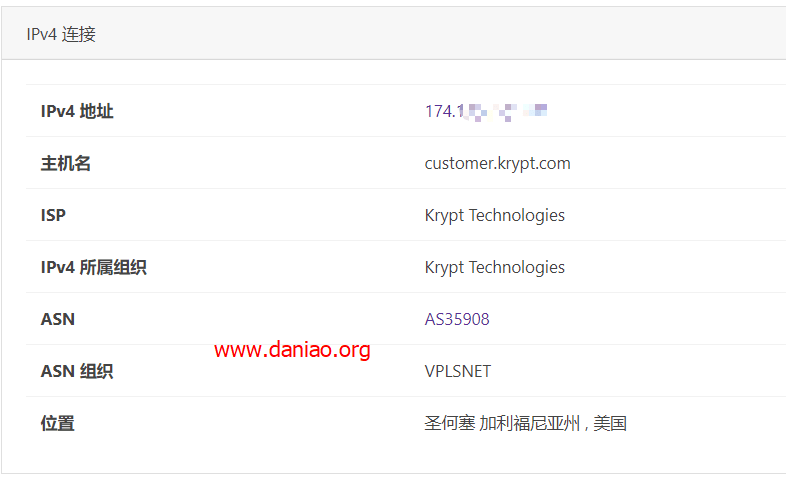 IPv4 连接
IPv4 地址 174.1
主机名 customer.krypt.com
ISP Krypt Technologies
IPv4 所属组织 Krypt Technologies
ASN AS35908
www.daniao.org
ASN 组织 VPLSNET
位置 圣何塞 加利福尼亚州 , 美国